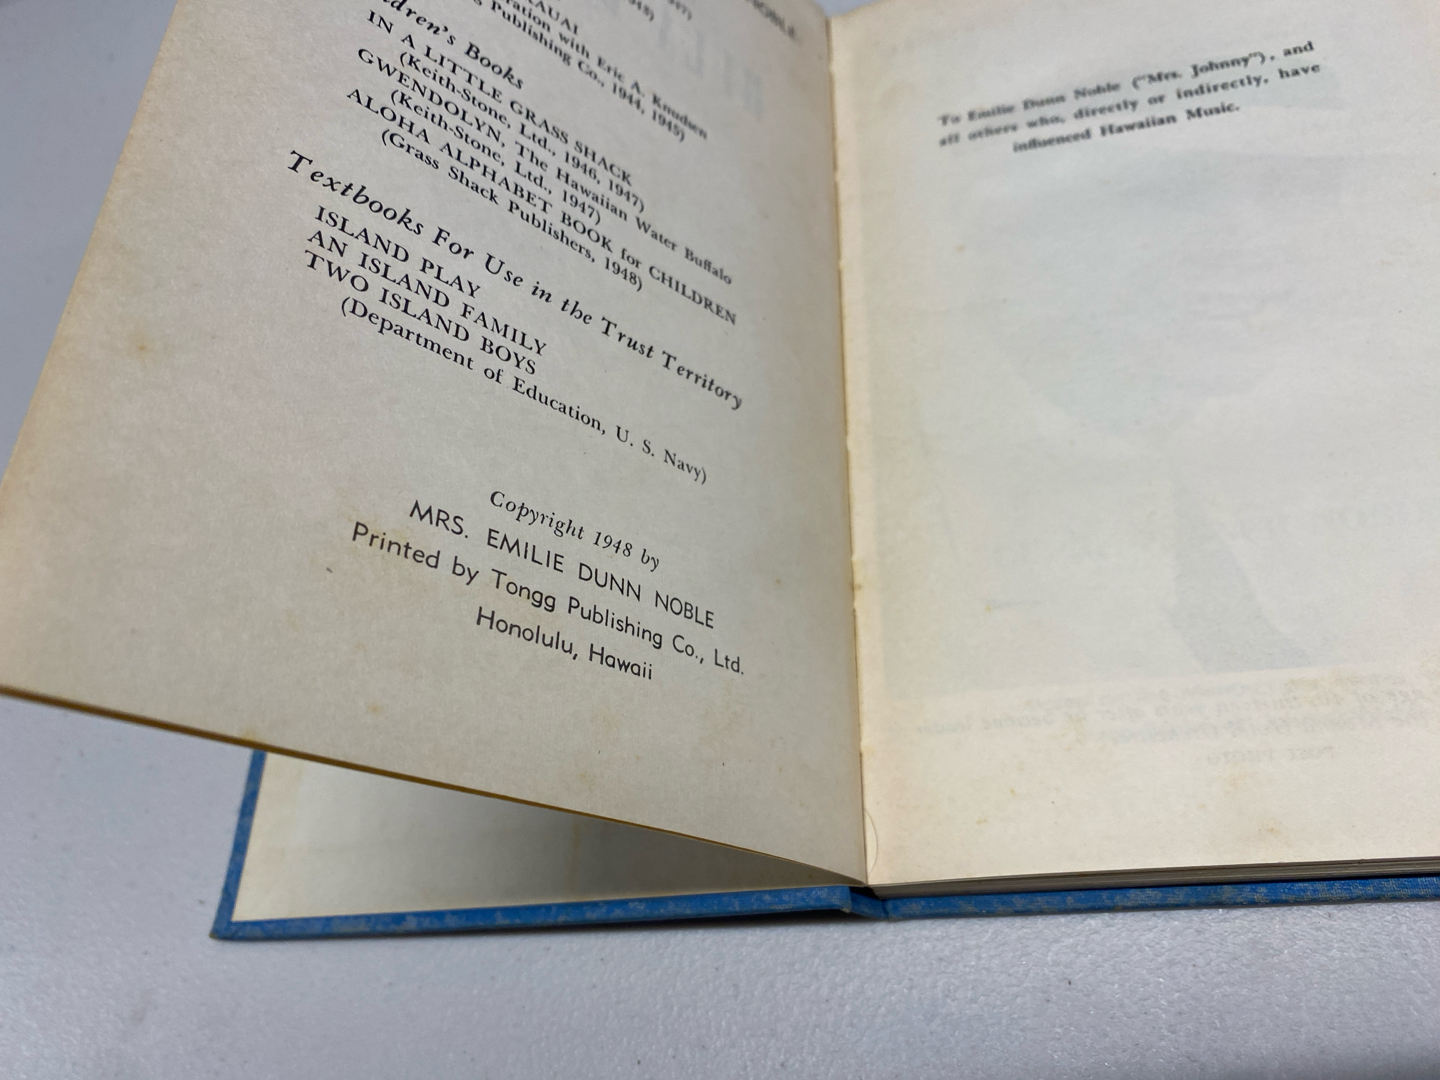 NOBLE
KAUAI
with Eric A. Knudsen
Publishing Co., 1944, 1945)
Children's Books
IN A LITTLE GRASS SHACK
(Keith-Stone, Ltd., 1946, 1947)
GWENDOLYN, The Hawaiian Water Buffalo
(Keith-Stone, Ltd., 1947)
ALOHA ALPHABET BOOK for CHILDREN
(Grass Shack Publishers, 1948)
Textbooks For Use in the Trust Territory
ISLAND PLAY
AN ISLAND FAMILY
TWO ISLAND BOYS
(Department of Education, U. S. Navy)
Copyright 1948 by
MRS. EMILIE DUNN NOBLE
Printed by Tongg Publishing Co., Ltd.
Honolulu, Hawaii
To Emilie Dunn Noble ("Mrs. Johnny"), and
all others who, directly or indirectly, have
influenced Hawaiian Music.